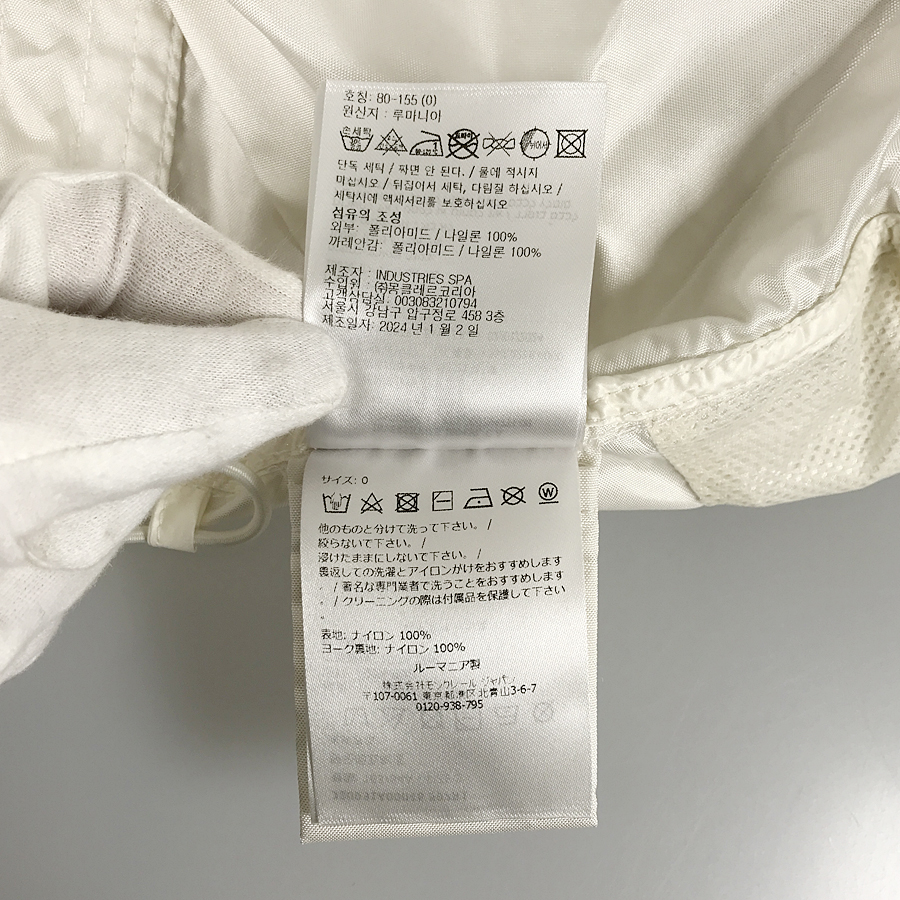 호칭: 80-155 (0)
원산지 : 루마니아
손세탁
단독 세탁 / 짜면 안 된다. / 물에 적시지
마십시오 / 뒤집어서 세탁, 다림질 하십시오 /
세탁시에 액세서리를 보호하십시오
섬유의 조성
외부: 폴리아미드 / 나일론 100%
까레안감: 폴리아미드 / 나일론 100%
제조자 : INDUSTRIES SPA
수입원: (주)몽클레르코리아
고객상담실. 003083210794
서울시 강남구 압구정로 458 3층
제조일자: 2024 년 1 월 2 일
サイズ: 0
W
他のものと分けて洗って下さい。 /
絞らないで下さい。 /
浸けたままにしないで下さい。 /
裏返しての洗濯とアイロンがけをおすすめします
。 / 著名な専門業者で洗うことをおすすめします
。 / クリーニングの際は付属品を保護して下さい
。
表地: ナイロン 100%
ヨーク裏地: ナイロン 100%
ルーマニア製
株式会社モンクレール ジャパン
〒107-0061 東京都港区北青山3-6-7
0120-938-795